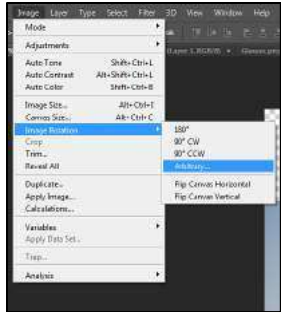 Image Layer Type Select Filter 3D View Window Help
Mode
Adjustments
Auto Tone Shift+Ctrl+L
Auto Contrast Alt+Shift+Ctrl+L
Auto Color Shift+Ctrl+B
Image Size... Alt+Ctrl+I
Canvas Size... Alt+Ctrl+C
Image Rotation
180°
90° CW
90° CCW
Arbitrary...
Flip Canvas Horizontal
Flip Canvas Vertical
Crop
Trim...
Reveal All
Duplicate...
Apply Image...
Calculations...
Variables
Apply Data Set...
Trap...
Analysis